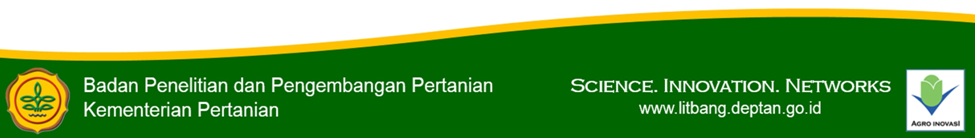 Badan Penelitian dan Pengembangan Pertanian
Kementerian Pertanian
SCIENCE. INNOVATION. NETWORKS
www.litbang.deptan.go.id
AGRO INOVASI